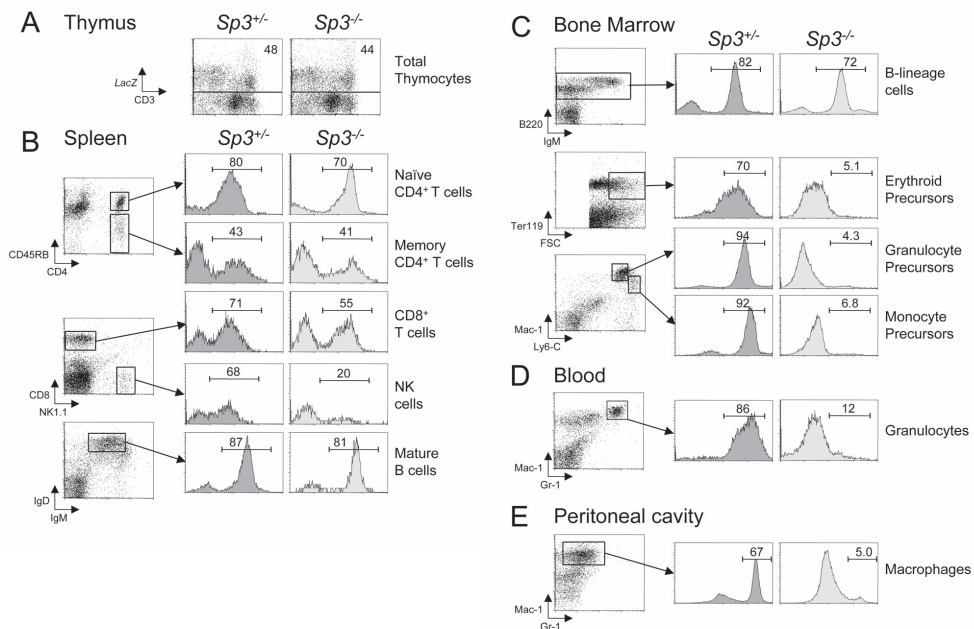 A Thymus
Sp3+/-
Sp3-/-
48
44
LacZ
CD3
Total
Thymocytes
B Spleen
Sp3+/-
Sp3-/-
CD45RB
CD4
80
70
Naïve
CD4+ T cells
43
41
Memory
CD4+ T cells
CD8
NK1.1
71
55
CD8+
T cells
68
20
NK
cells
IgD
IgM
87
81
Mature
B cells
C Bone Marrow
Sp3+/-
Sp3-/-
B220
IgM
82
72
B-lineage
cells
Ter119
FSC
70
5.1
Erythroid
Precursors
Mac-1
Ly6-C
94
4.3
Granulocyte
Precursors
92
6.8
Monocyte
Precursors
D Blood
Mac-1
Gr-1
86
12
Granulocytes
E Peritoneal cavity
Mac-1
Gr-1
67
5.0
Macrophages